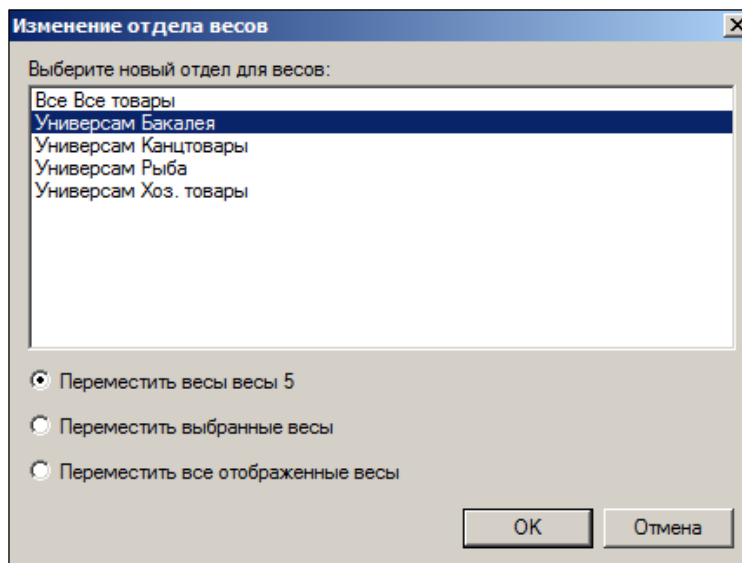 Изменение отдела весов
Выберите новый отдел для весов:
Все Все товары
Универсам Бакалея
Универсам Канцтовары
Универсам Рыба
Универсам Хоз. товары
Переместить весы весы 5
Переместить выбранные весы
Переместить все отображенные весы
OK
Отмена